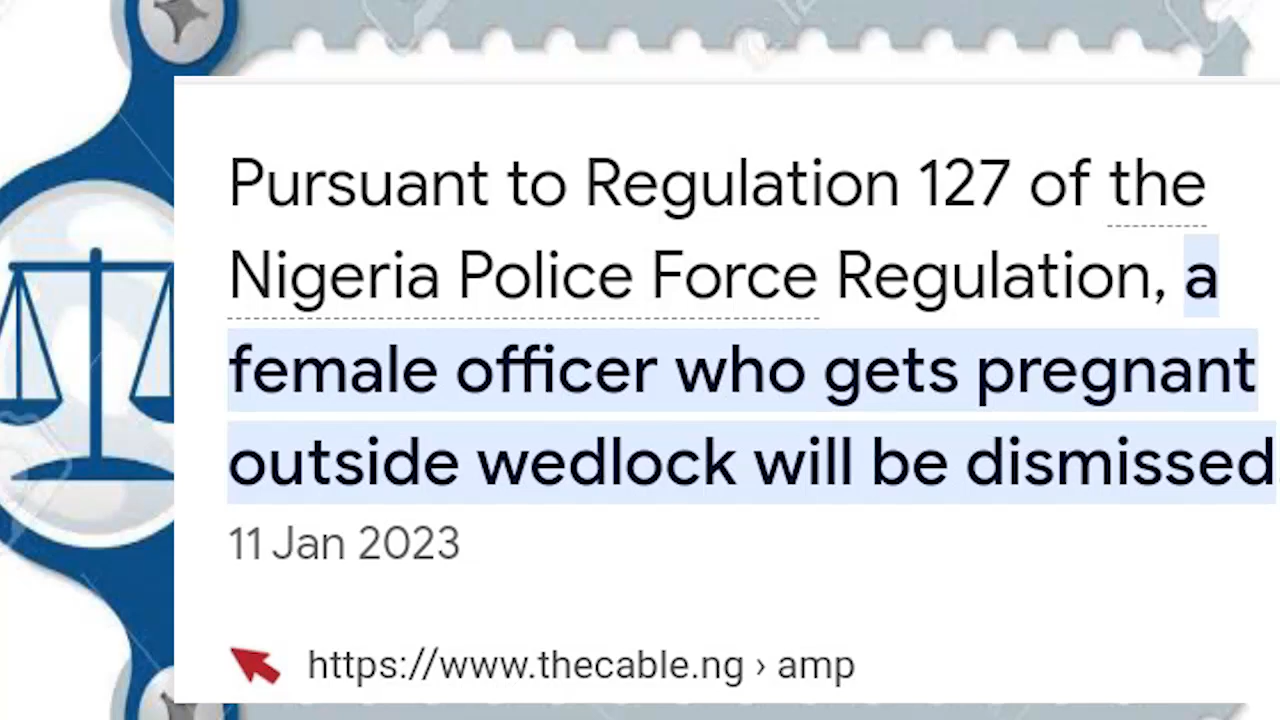 Pursuant to Regulation 127 of the
Nigeria Police Force Regulation, a
female officer who gets pregnant
outside wedlock will be dismissed
11 Jan 2023
https://www.thecable.ng › amp